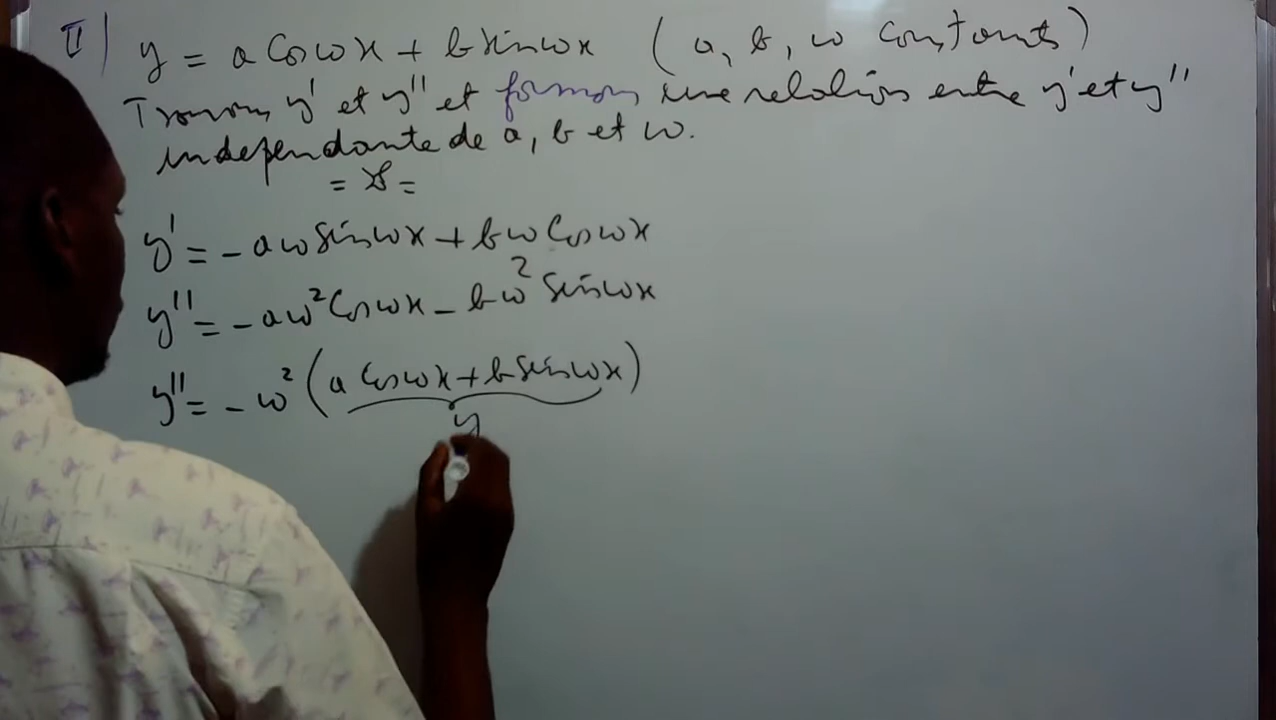 II) y = a cos ωx + b sin ωx (a, b, ω constants)
Trouvons y' et y'' et formons une relation entre y' et y''
independante de a, b et ω.
= S =
y' = - aω sin ωx + bω cos ωx
y'' = - aω² cos ωx - bω² sin ωx
y'' = - ω² (a cos ωx + b sin ωx)
y